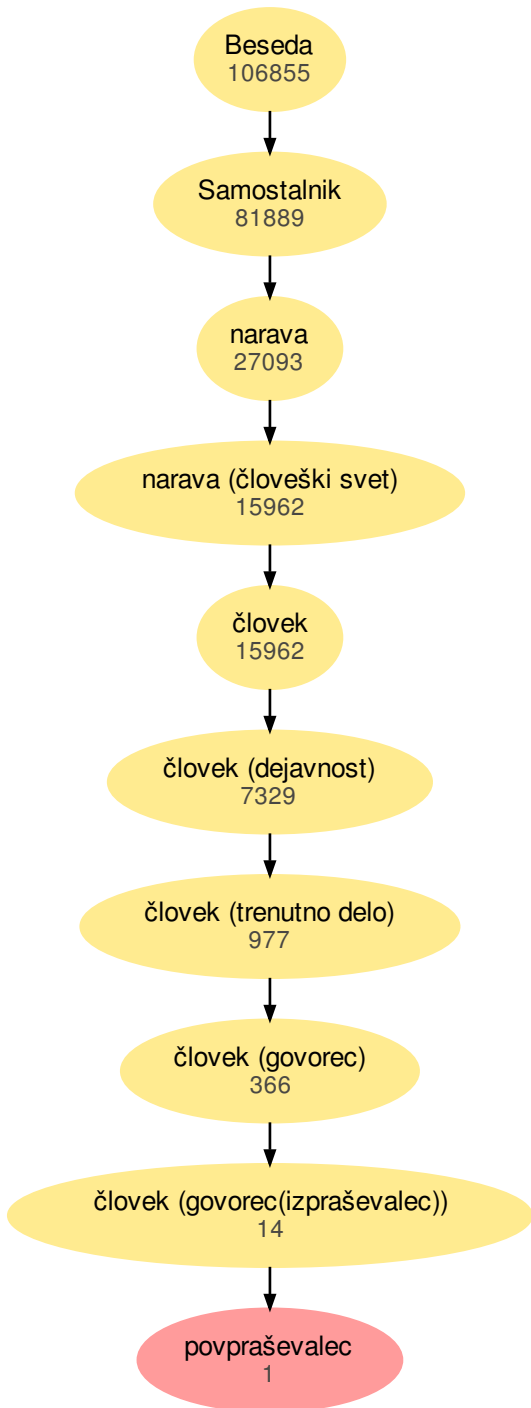 Beseda
106855
Samostalnik
81889
narava
27093
narava (človeški svet)
15962
človek
15962
človek (dejavnost)
7329
človek (trenutno delo)
977
človek (govorec)
366
človek (govorec(izpraševalec))
14
povpraševalec
1